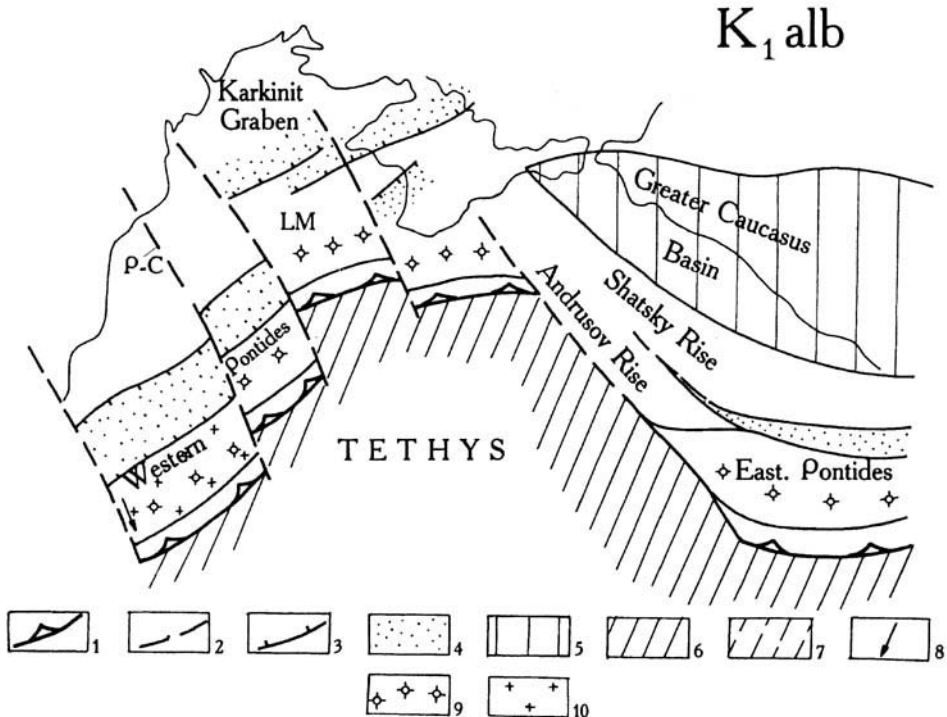 K₁ alb
Karkinit
Graben
Greater Caucasus
Basin
LM
P-C
Shatsky Rise
Andrusov Rise
Pontides
Western
TETHYS
East. Pontides
1
2
3
4
5
6
7
8
9
10